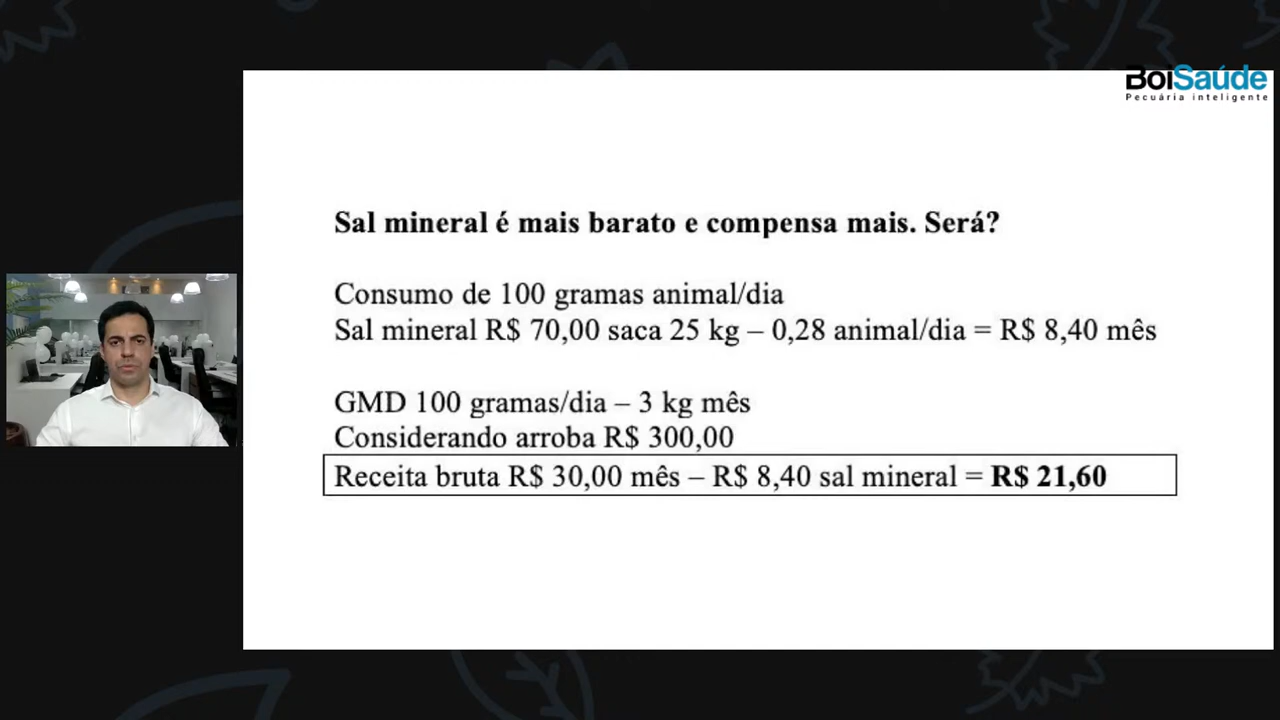 BoiSaúde
Pecuária inteligente
Sal mineral é mais barato e compensa mais. Será?
Consumo de 100 gramas animal/dia
Sal mineral R$ 70,00 saca 25 kg – 0,28 animal/dia = R$ 8,40 mês
GMD 100 gramas/dia – 3 kg mês
Considerando arroba R$ 300,00
Receita bruta R$ 30,00 mês – R$ 8,40 sal mineral = R$ 21,60